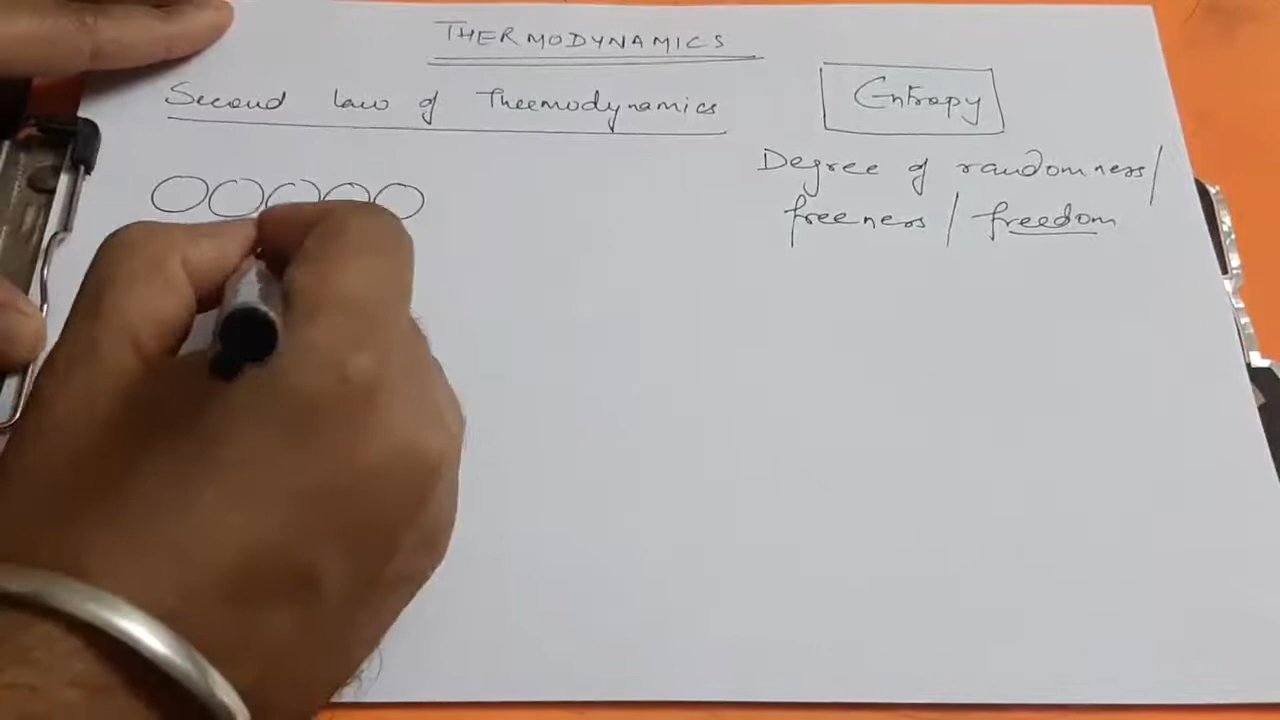 THERMODYNAMICS
Second law of Thermodynamics
Entropy
Degree of randomness/
freeness / freedom